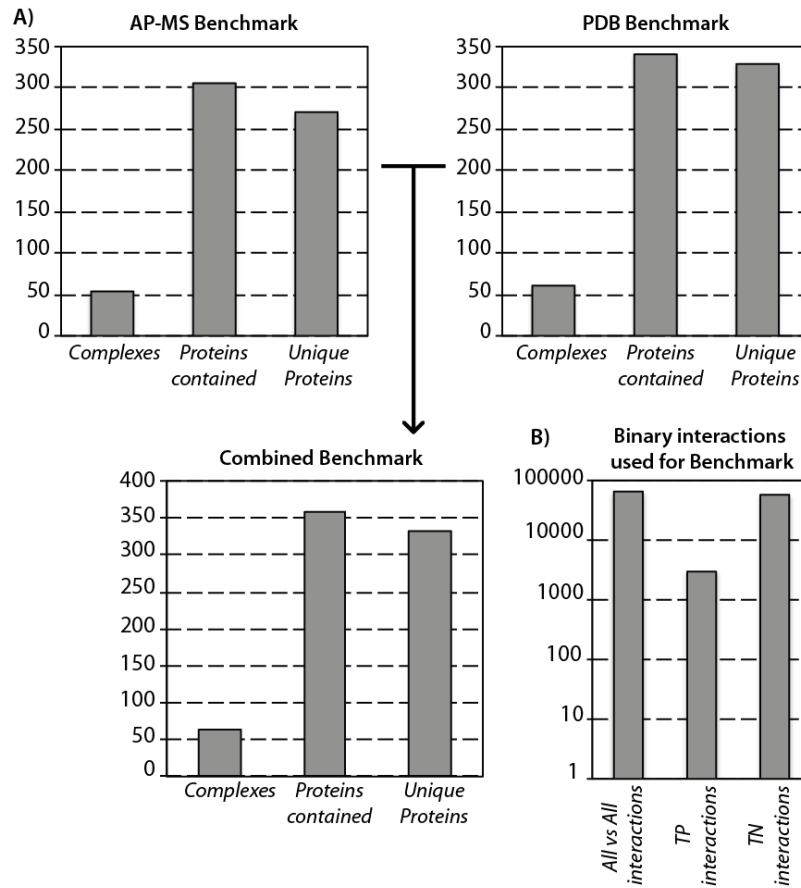 A)
AP-MS Benchmark
350
300
250
200
150
100
50
0
Complexes
Proteins
contained
Unique
Proteins
PDB Benchmark
350
300
250
200
150
100
50
0
Complexes
Proteins
contained
Unique
Proteins
Combined Benchmark
400
350
300
250
200
150
100
50
0
Complexes
Proteins
contained
Unique
Proteins
B)
Binary interactions
used for Benchmark
100000
10000
1000
100
10
1
All vs All
interactions
TP
interactions
TN
interactions